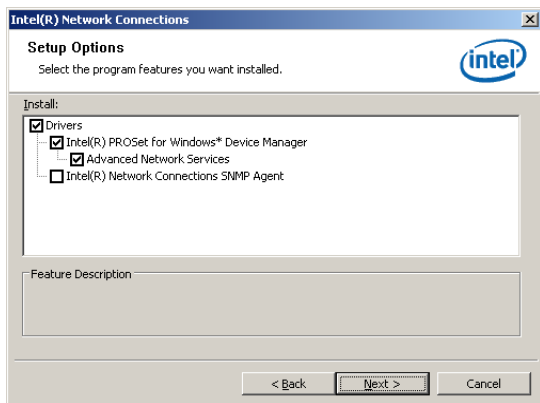 Intel(R) Network Connections
Setup Options
Select the program features you want installed.
intel
Install:
Drivers
Intel(R) PROSet for Windows* Device Manager
Advanced Network Services
Intel(R) Network Connections SNMP Agent
Feature Description
< Back
Next >
Cancel